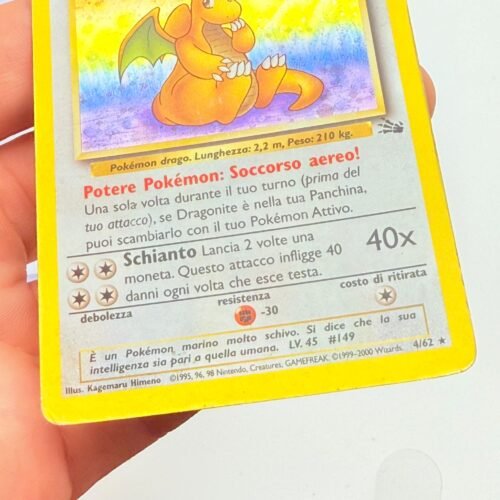 Pokémon drago. Lunghezza: 2,2 m, Peso: 210 kg.
Potere Pokémon: Soccorso aereo!
Una sola volta durante il tuo turno (prima del
tuo attacco), se Dragonite è nella tua Panchina,
puoi scambiarlo con il tuo Pokémon Attivo.
Schianto Lancia 2 volte una
moneta. Questo attacco infligge 40
danni ogni volta che esce testa.
40x
debolezza
resistenza
-30
costo di ritirata
È un Pokémon marino molto schivo. Si dice che la sua
intelligenza sia pari a quella umana. LV. 45 #149
Illus. Kagemaru Himeno ©1995, 96, 98 Nintendo, Creatures, GAMEFREAK. ©1999-2000 Wizards. 4/62 ★